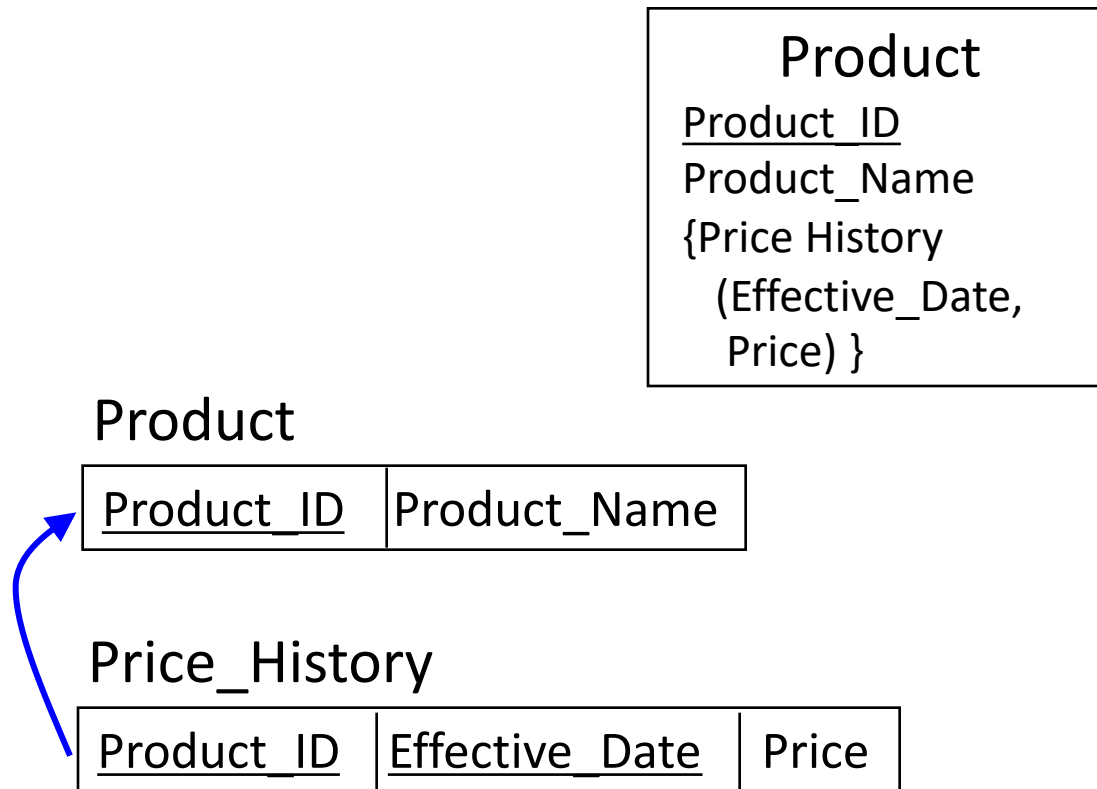 Product
Product_ID
Product_Name
{Price History
(Effective_Date,
Price) }
Product
Product_ID Product_Name
Price_History
Product_ID Effective_Date Price